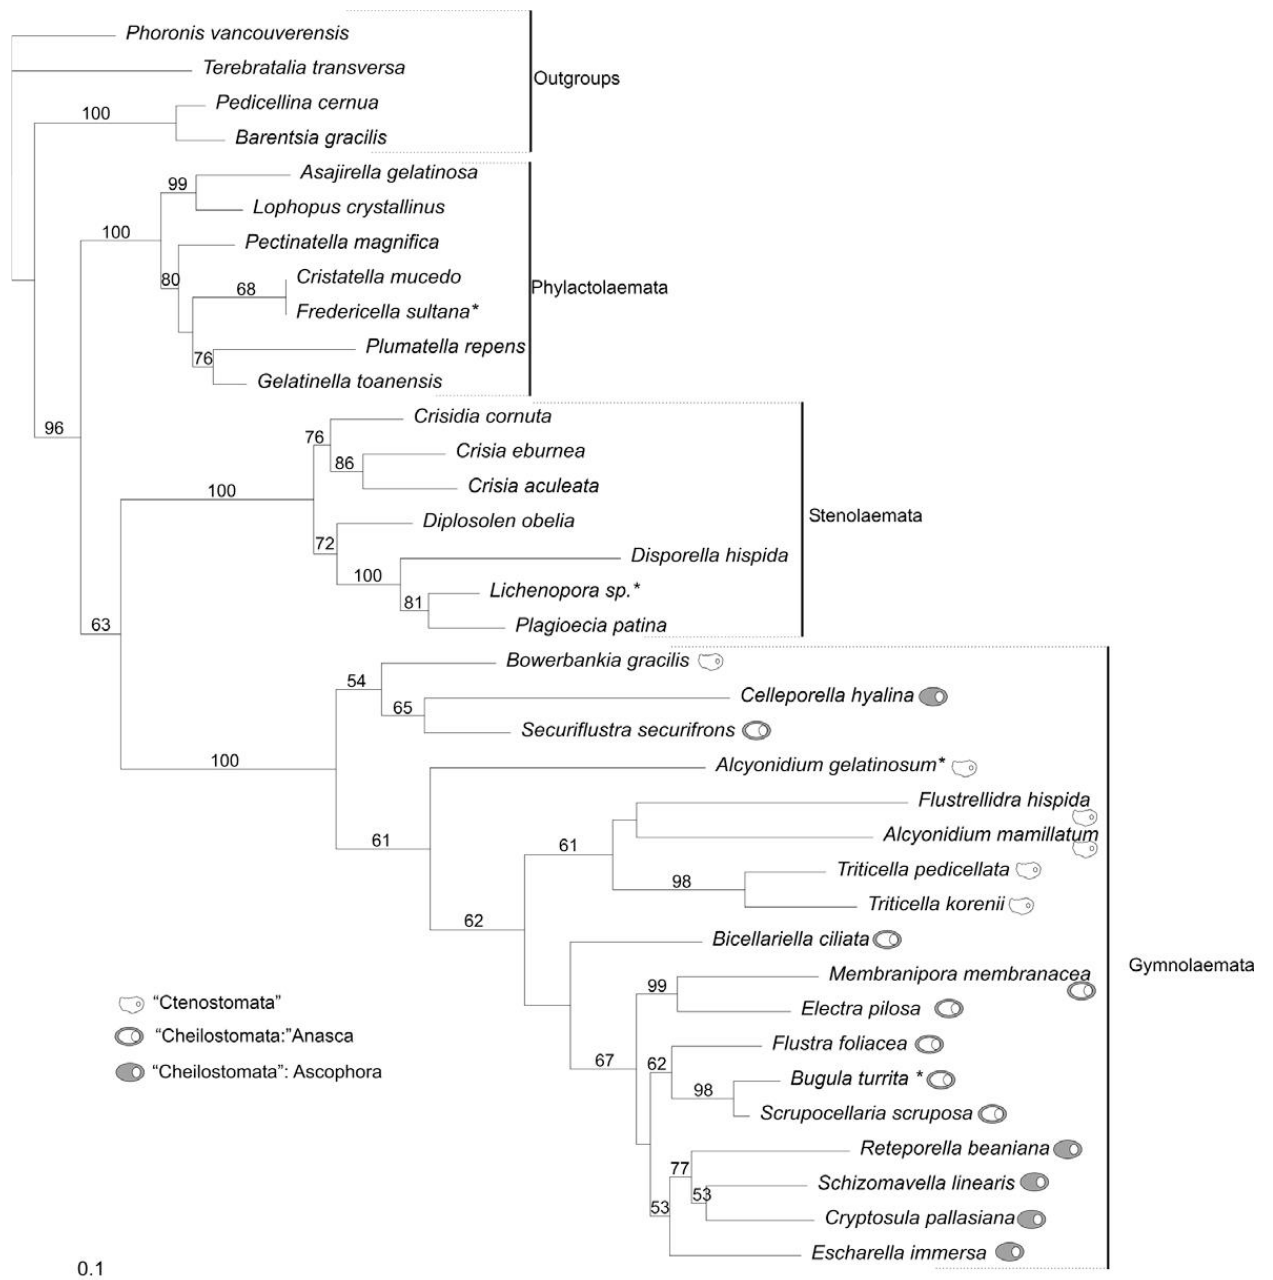 Phoronis vancouverensis
Terebratalia transversa
Outgroups
Pedicellina cernua
100
Barentsia gracilis
Asajirella gelatinosa
99
Lophopus crystallinus
100
Pectinatella magnifica
80
Cristatella mucedo
68
Phylactolaemata
Fredericella sultana*
Plumatella repens
76
Gelatinella toanensis
96
Crisidia cornuta
76
Crisia eburnea
86
Crisia aculeata
100
Stenolaemata
Diplosolen obelia
72
Disporella hispida
100
Lichenopora sp.*
81
Plagioecia patina
63
Bowerbankia gracilis
54
Celleporella hyalina
65
Securiflustra securifrons
100
Alcyonidium gelatinosum*
Flustrellidra hispida
61
Alcyonidium mamillatum
61
Triticella pedicellata
98
Triticella korenii
62
Bicellariella ciliata
Gymnolaemata
Membranipora membranacea
99
Electra pilosa
Flustra foliacea
67
62
Bugula turrita *
98
Scrupocellaria scruposa
Reteporella beaniana
77
Schizomavella linearis
53
53
Cryptosula pallasiana
Escharella immersa
"Ctenostomata"
"Cheilostomata:"Anasca
"Cheilostomata": Ascophora
0.1